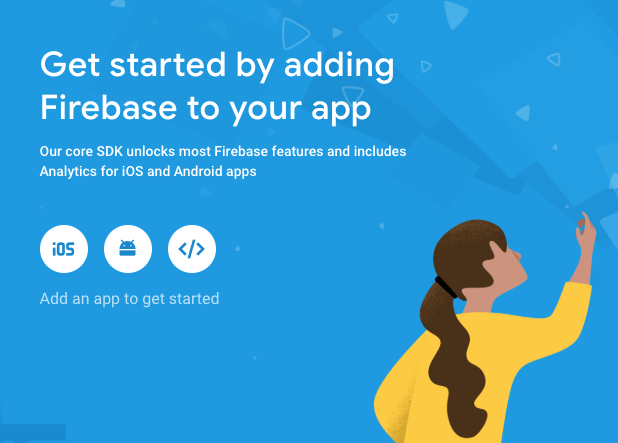 Get started by adding
Firebase to your app
Our core SDK unlocks most Firebase features and includes
Analytics for iOS and Android apps
iOS </>
Add an app to get started